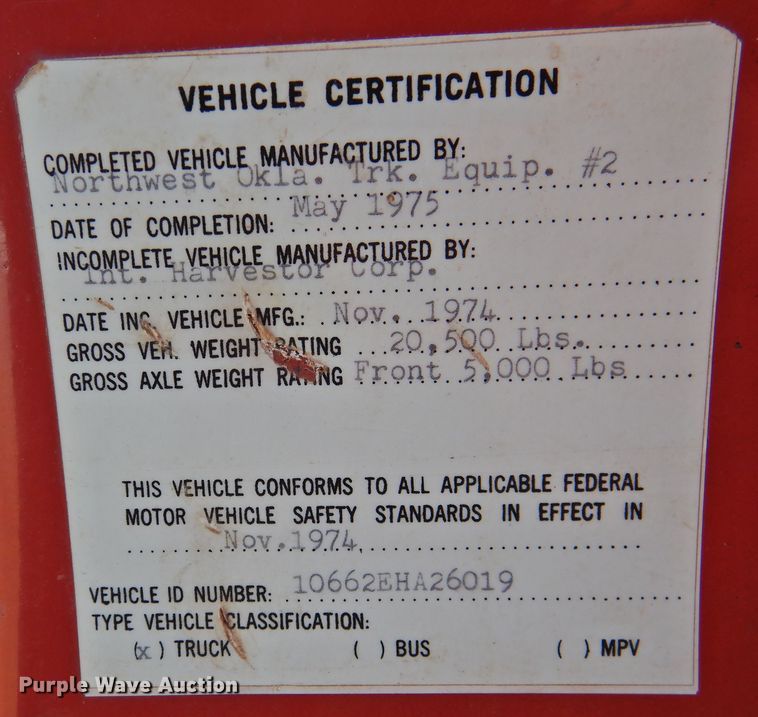 VEHICLE CERTIFICATION
COMPLETED VEHICLE MANUFACTURED BY:
Northwest Okla. Trk. Equip. #2
DATE OF COMPLETION: May 1975
INCOMPLETE VEHICLE MANUFACTURED BY:
Int. Harvestor Corp.
DATE INC. VEHICLE MFG.: Nov. 1974
GROSS VEH. WEIGHT RATING 20,500 Lbs.
GROSS AXLE WEIGHT RATING Front 5,000 Lbs
THIS VEHICLE CONFORMS TO ALL APPLICABLE FEDERAL
MOTOR VEHICLE SAFETY STANDARDS IN EFFECT IN
Nov.1974
VEHICLE ID NUMBER: 10662EHA26019
TYPE VEHICLE CLASSIFICATION:
(x) TRUCK ( ) BUS ( ) MPV
Purple Wave Auction